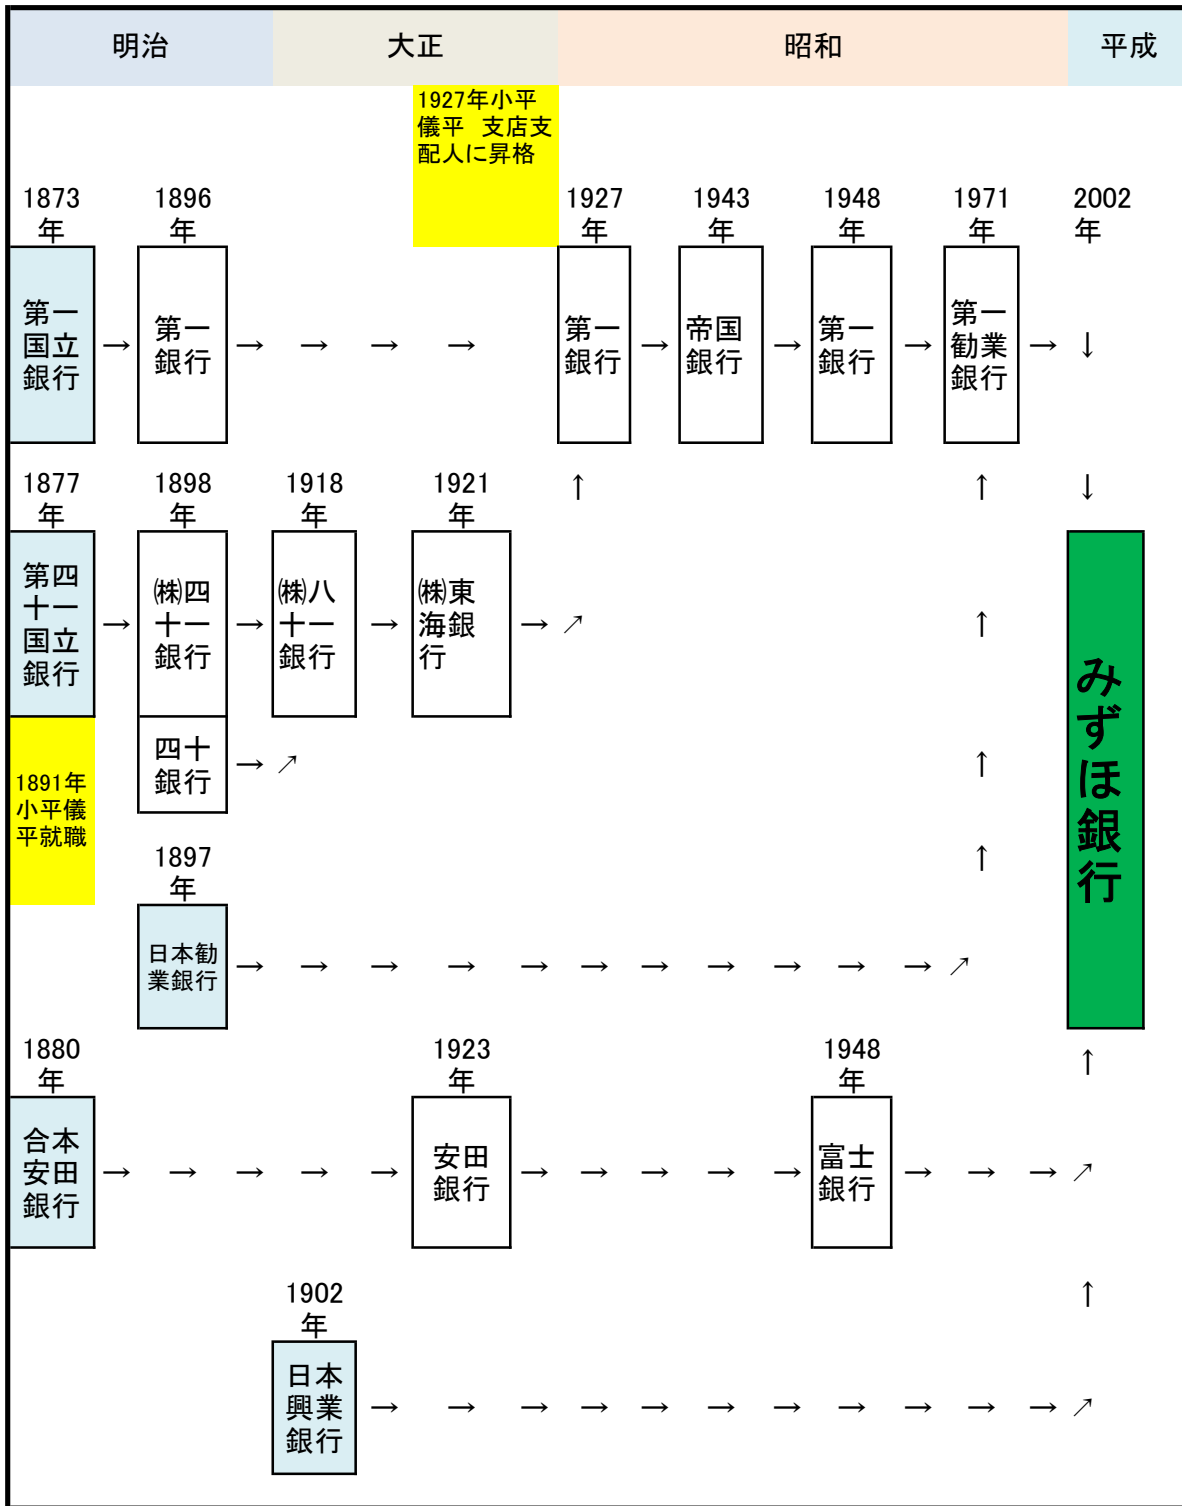 明治 大正 昭和 平成
1927年小平
儀平　支店支
配人に昇格
1873 1896 1927 1943 1948 1971 2002
年 年 年 年 年 年 年
第一
国立
銀行
→
第一
銀行
→ → → →
第一
銀行
→
帝国
銀行
→
第一
銀行
→
第一
勧業
銀行
→ ↓
1877 1898 1918 1921 ↑ ↑ ↓
年 年 年 年
第四
十一
国立
銀行
→
㈱四
十一
銀行
→
㈱八
十一
銀行
→
㈱東
海銀
行
→ ↗ ↑
みずほ銀行
1891年
小平儀
平就職
四十
銀行
→ ↗ ↑
1897 ↑
年
日本勧
業銀行
→ → → → → → → → → → ↗
1880 1923 1948 ↑
年 年 年
合本
安田
銀行
→ → → → →
安田
銀行
→ → → → →
富士
銀行
→ → → ↗
1902 ↑
年
日本
興業
銀行
→ → → → → → → → → → ↗